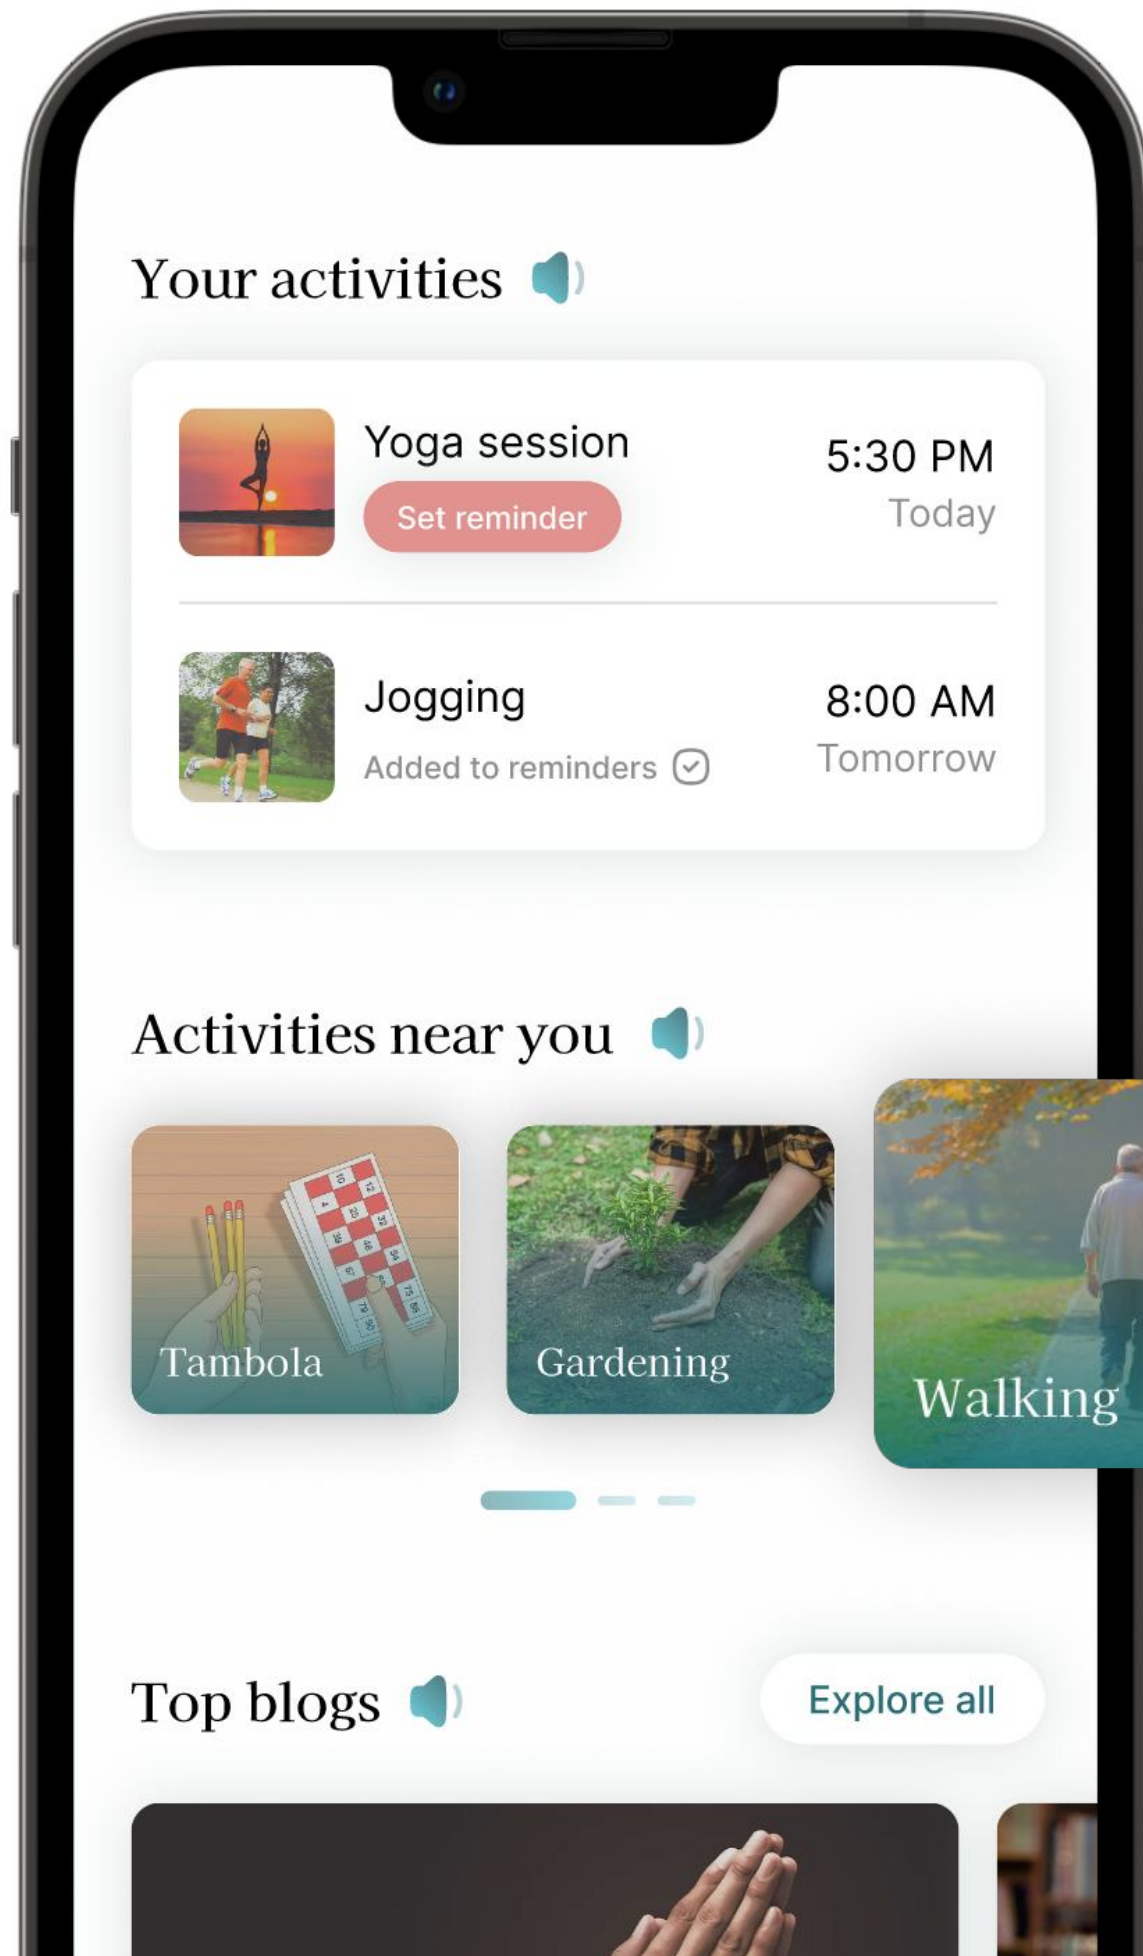 Your activities
Yoga session
5:30 PM
Set reminder
Today
Jogging
8:00 AM
Added to reminders
Tomorrow
Activities near you
Tambola
Gardening
Walking
Top blogs
Explore all